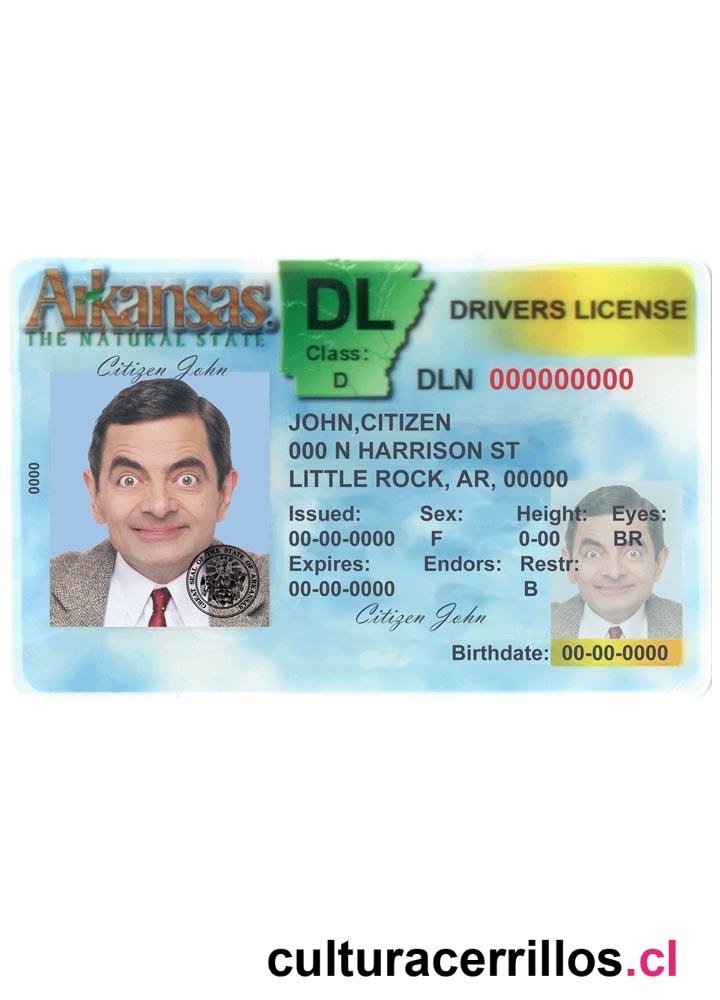 Arkansas
THE NATURAL STATE
DL
Class:
D
DRIVERS LICENSE
DLN 000000000
Citizen John
0000
JOHN,CITIZEN
000 N HARRISON ST
LITTLE ROCK, AR, 00000
Issued: Sex: Height: Eyes:
00-00-0000 F 0-00 BR
Expires: Endors: Restr:
00-00-0000 B
GREAT SEAL OF THE STATE OF ARKANSAS
Citizen John
Birthdate: 00-00-0000
culturacerrillos.cl